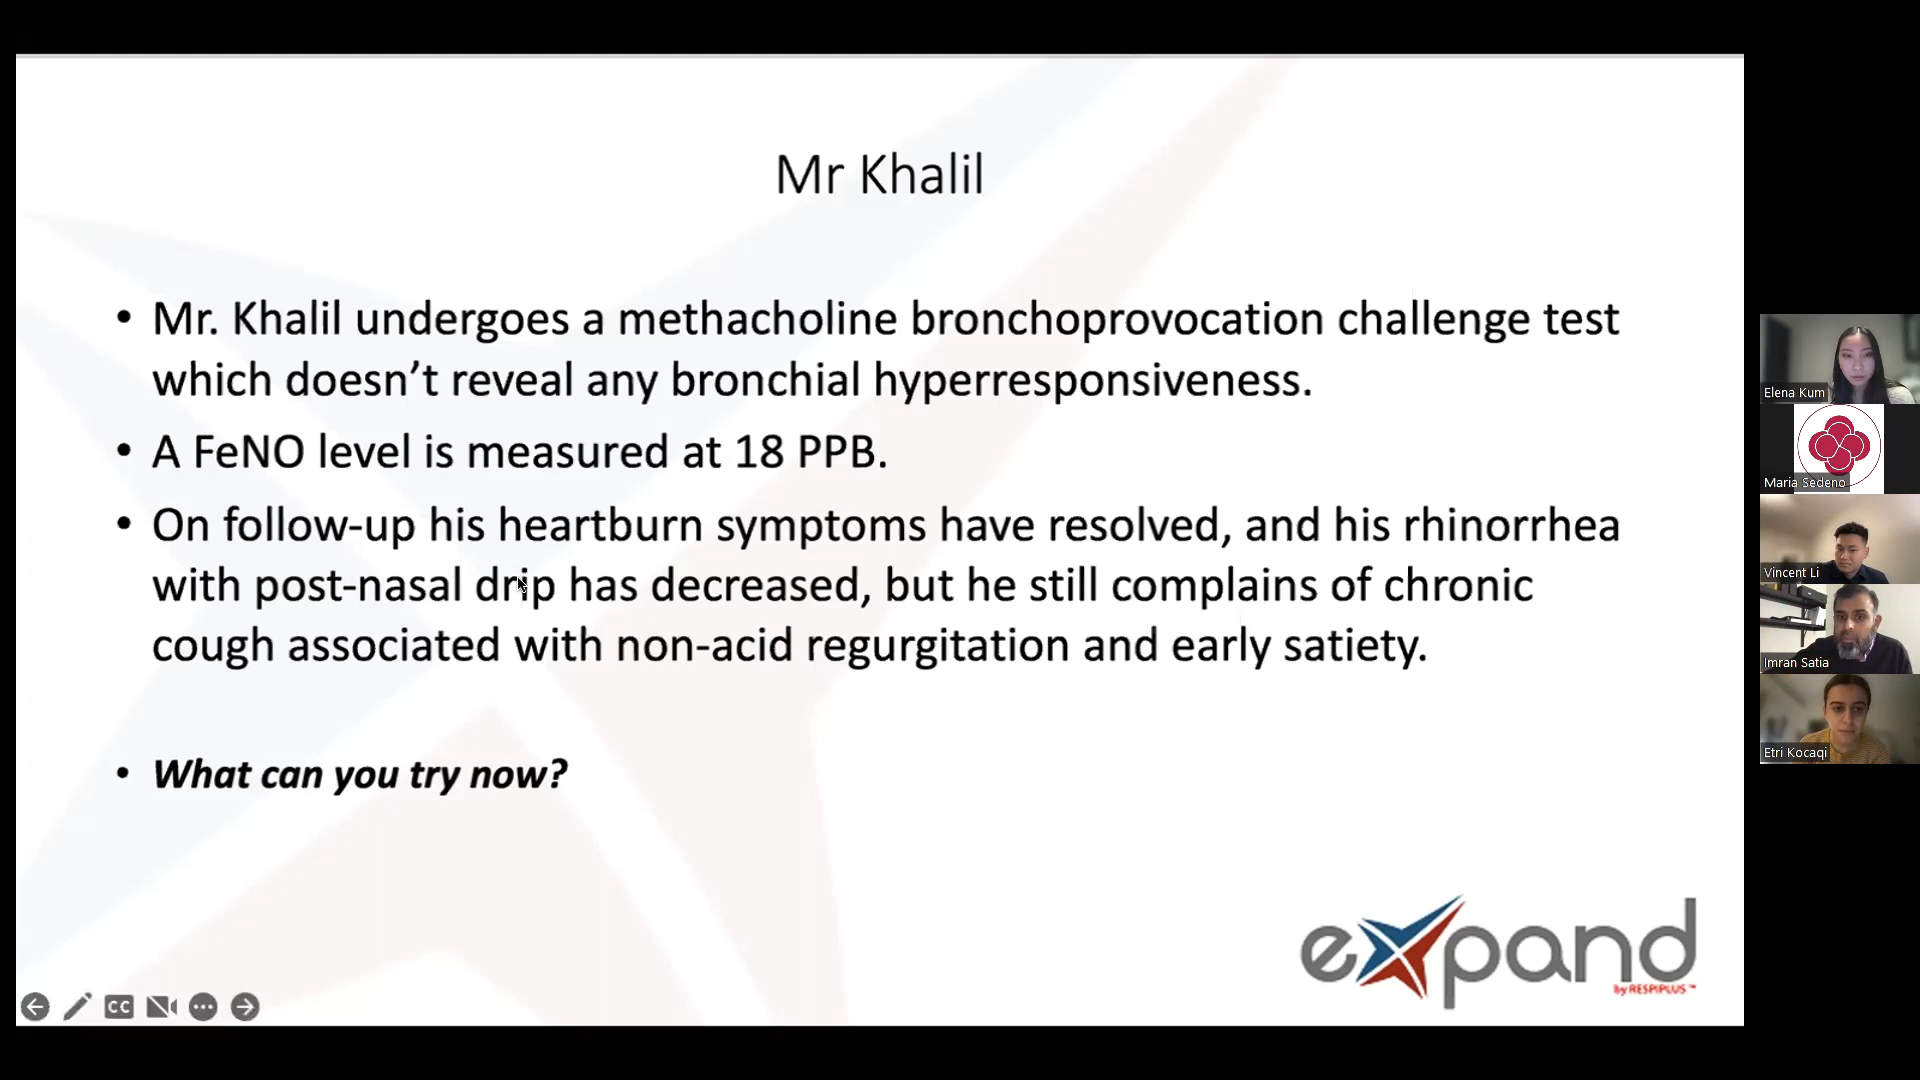 Mr Khalil
• Mr. Khalil undergoes a methacholine bronchoprovocation challenge test
which doesn’t reveal any bronchial hyperresponsiveness.
• A FeNO level is measured at 18 PPB.
• On follow-up his heartburn symptoms have resolved, and his rhinorrhea
with post-nasal drip has decreased, but he still complains of chronic
cough associated with non-acid regurgitation and early satiety.
• What can you try now?
expand
by RESPIPLUS™
CC
Elena Kum
Maria Sedeno
Vincent Li
Imran Satia
Etri Kocaqi